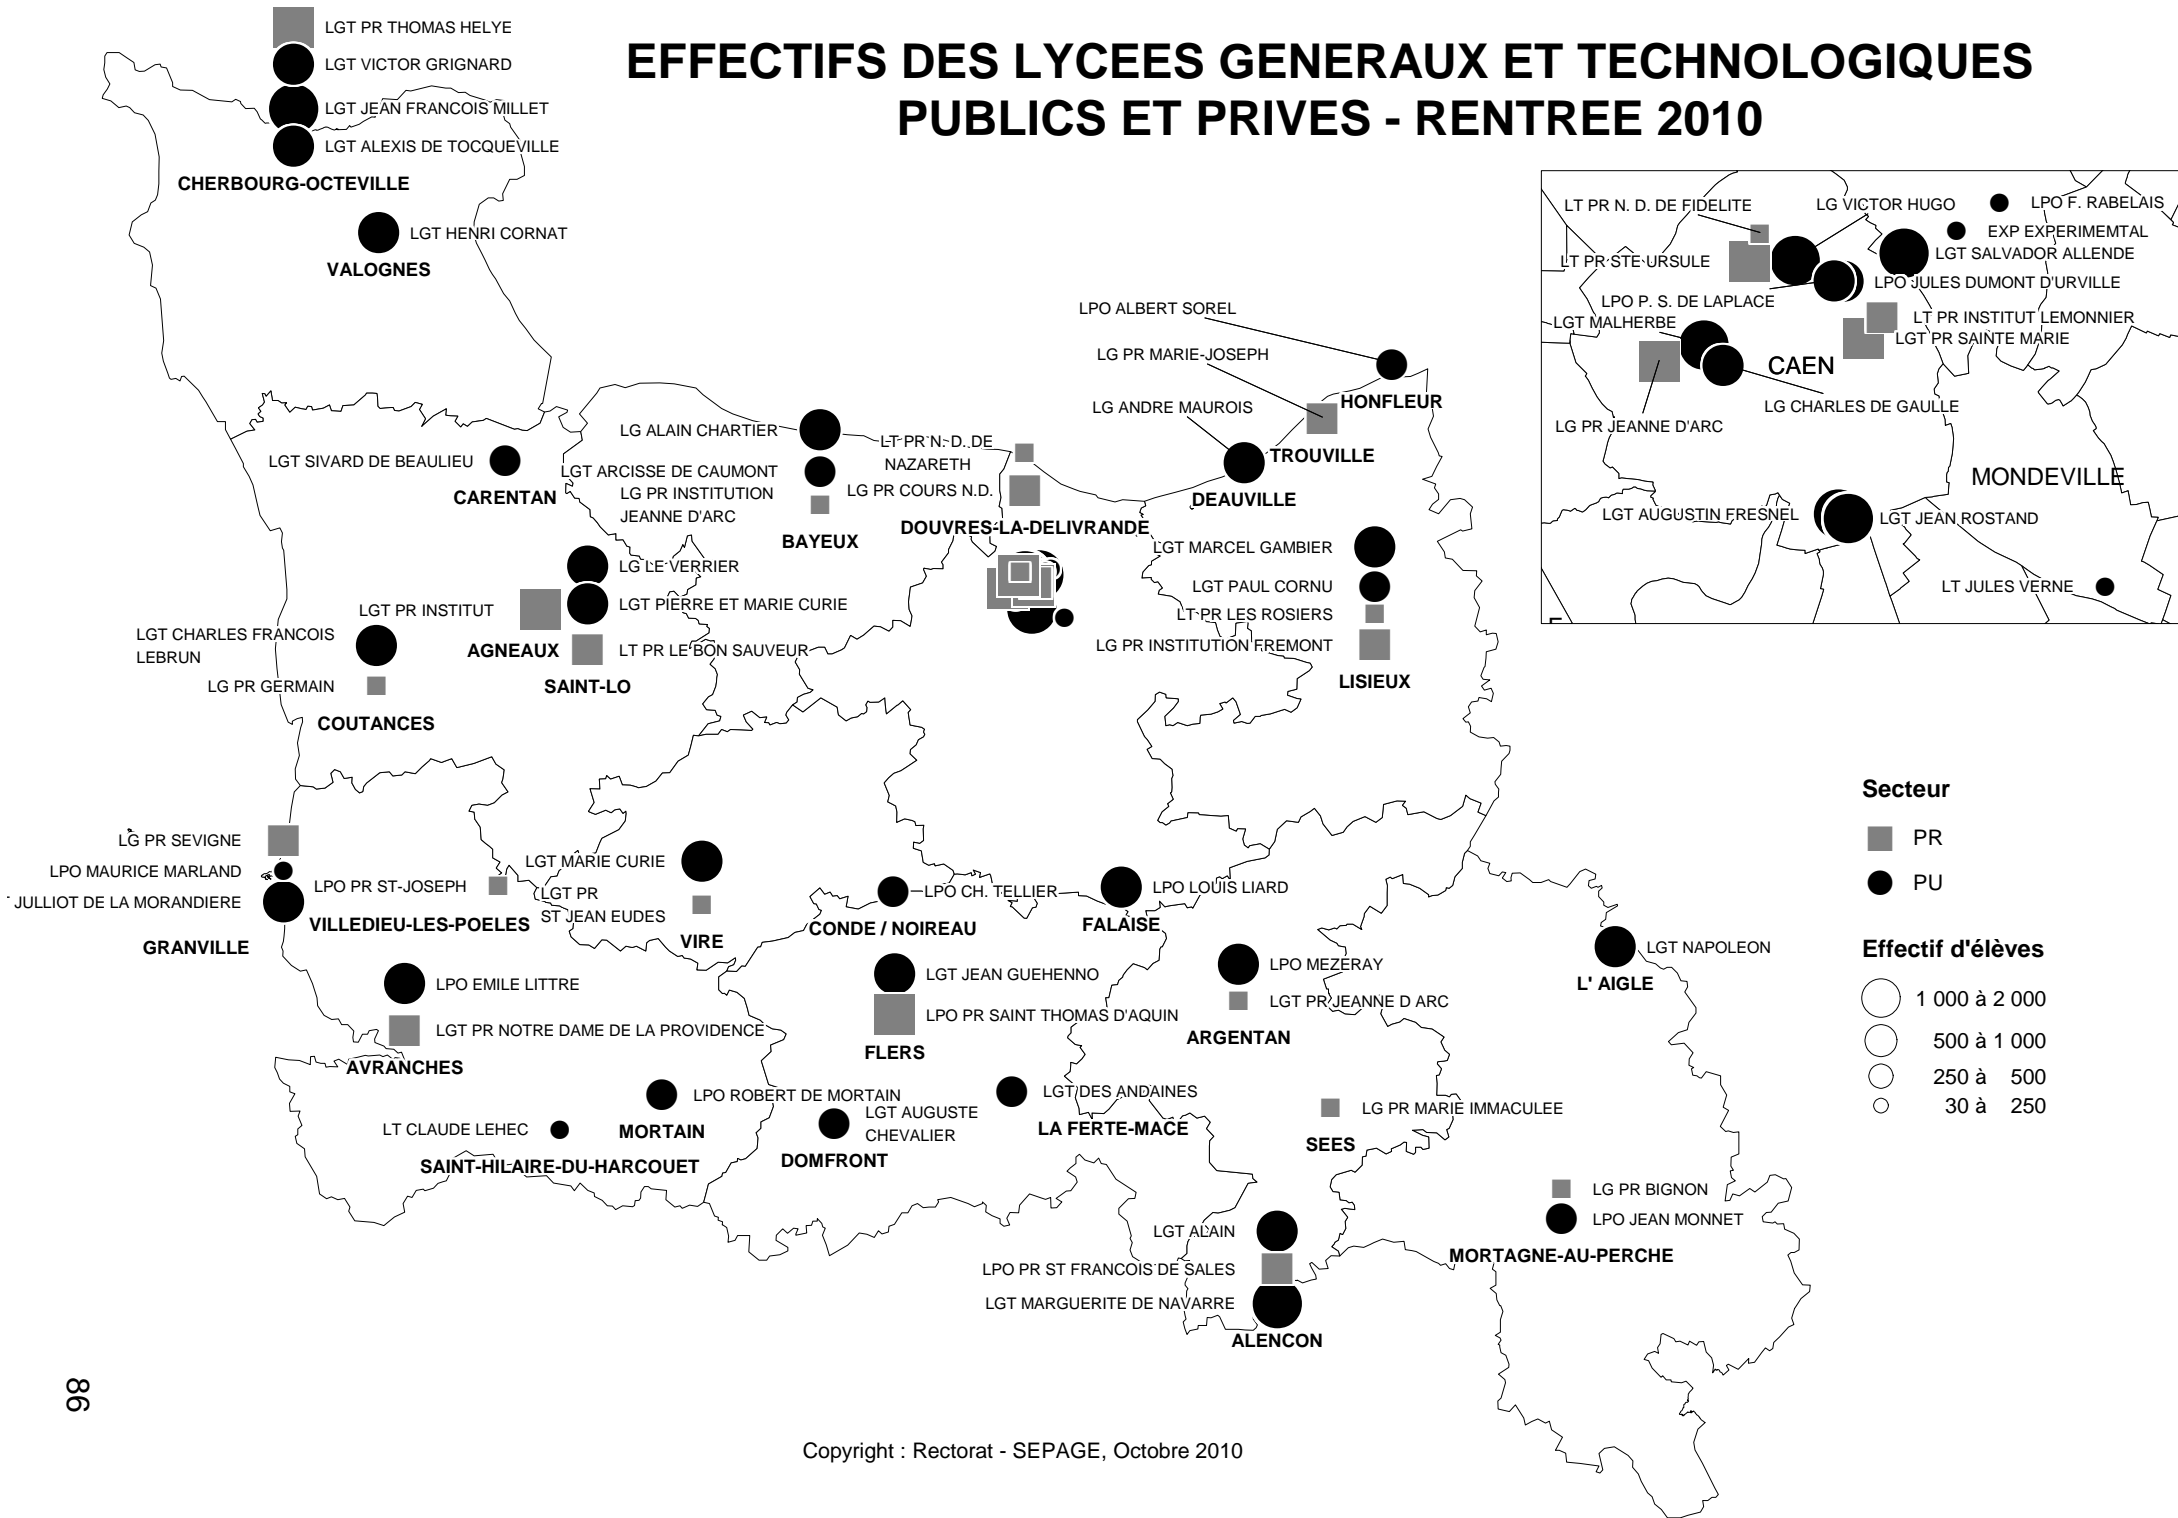 EFFECTIFS DES LYCEES GENERAUX ET TECHNOLOGIQUES
PUBLICS ET PRIVES - RENTREE 2010
LGT PR THOMAS HELYE
LGT VICTOR GRIGNARD
LGT JEAN FRANCOIS MILLET
LGT ALEXIS DE TOCQUEVILLE
CHERBOURG-OCTEVILLE
LGT HENRI CORNAT
VALOGNES
LGT SIVARD DE BEAULIEU
CARENTAN
LG ALAIN CHARTIER
LGT ARCISSE DE CAUMONT
LG PR INSTITUTION
JEANNE D'ARC
BAYEUX
LT PR N. D. DE
NAZARETH
LG PR COURS N.D.
DOUVRES-LA-DELIVRANDE
LPO ALBERT SOREL
HONFLEUR
LG PR MARIE-JOSEPH
TROUVILLE
LG ANDRE MAUROIS
DEAUVILLE
LGT MARCEL GAMBIER
LGT PAUL CORNU
LT PR LES ROSIERS
LG PR INSTITUTION FREMONT
LISIEUX
LG LE VERRIER
LGT PIERRE ET MARIE CURIE
LT PR LE BON SAUVEUR
SAINT-LO
LGT PR INSTITUT
AGNEAUX
LGT CHARLES FRANCOIS
LEBRUN
LG PR GERMAIN
COUTANCES
LG PR SEVIGNE
LPO MAURICE MARLAND
JULLIOT DE LA MORANDIERE
GRANVILLE
LPO PR ST-JOSEPH
VILLEDIEU-LES-POELES
LGT MARIE CURIE
LGT PR
ST JEAN EUDES
VIRE
LPO CH. TELLIER
CONDE / NOIREAU
LPO LOUIS LIARD
FALAISE
LPO EMILE LITTRE
LGT PR NOTRE DAME DE LA PROVIDENCE
AVRANCHES
LGT JEAN GUEHENNO
LPO PR SAINT THOMAS D'AQUIN
FLERS
LPO MEZERAY
LGT PR JEANNE D ARC
ARGENTAN
LGT NAPOLEON
L' AIGLE
LPO ROBERT DE MORTAIN
MORTAIN
LT CLAUDE LEHEC
SAINT-HILAIRE-DU-HARCOUET
LGT AUGUSTE
CHEVALIER
DOMFRONT
LGT DES ANDAINES
LA FERTE-MACE
LG PR MARIE IMMACULEE
SEES
LG PR BIGNON
LPO JEAN MONNET
MORTAGNE-AU-PERCHE
LGT ALAIN
LPO PR ST FRANCOIS DE SALES
LGT MARGUERITE DE NAVARRE
ALENCON
LT PR N. D. DE FIDELITE
LG VICTOR HUGO
LPO F. RABELAIS
EXP EXPERIMEMTAL
LGT SALVADOR ALLENDE
LT PR STE URSULE
LPO JULES DUMONT D'URVILLE
LPO P. S. DE LAPLACE
LGT MALHERBE
LT PR INSTITUT LEMONNIER
LGT PR SAINTE MARIE
CAEN
LG CHARLES DE GAULLE
LG PR JEANNE D'ARC
MONDEVILLE
LGT AUGUSTIN FRESNEL
LGT JEAN ROSTAND
LT JULES VERNE
Secteur
PR
PU
Effectif d'élèves
1 000 à 2 000
500 à 1 000
250 à 500
30 à 250
86
Copyright : Rectorat - SEPAGE, Octobre 2010